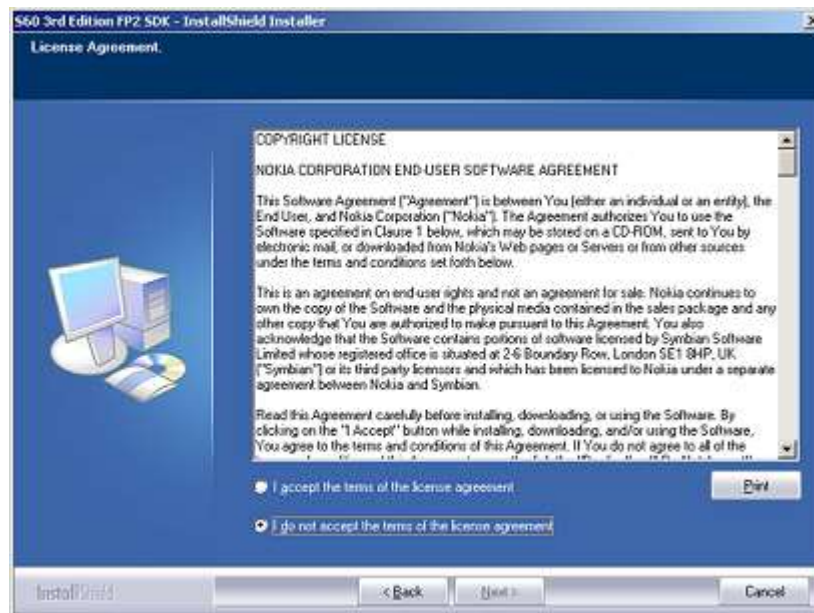 S60 3rd Edition FP2 SDK - InstallShield Installer
License Agreement.
COPYRIGHT LICENSE
NOKIA CORPORATION END-USER SOFTWARE AGREEMENT
This Software Agreement ("Agreement") is between You (either an individual or an entity), the
End User, and Nokia Corporation ("Nokia"). The Agreement authorizes You to use the
Software specified in Clause 1 below, which may be stored on a CD-ROM, sent to You by
electronic mail, or downloaded from Nokia's Web pages or Servers or from other sources
under the terms and conditions set forth below.
This is an agreement on end-user rights and not an agreement for sale. Nokia continues to
own the copy of the Software and the physical media contained in the sales package and any
other copy that You are authorized to make pursuant to this Agreement. You also
acknowledge that the Software contains portions of software licensed by Symbian Software
Limited whose registered office is situated at 2-6 Boundary Row, London SE1 8HP, UK
("Symbian") or its third party licensors and which has been licensed to Nokia under a separate
agreement between Nokia and Symbian.
Read this Agreement carefully before installing, downloading, or using the Software. By
clicking on the "I Accept" button while installing, downloading, and/or using the Software,
You agree to the terms and conditions of this Agreement. If You do not agree to all of the
I accept the terms of the license agreement
Print
I do not accept the terms of the license agreement
InstallShield
< Back
Next >
Cancel